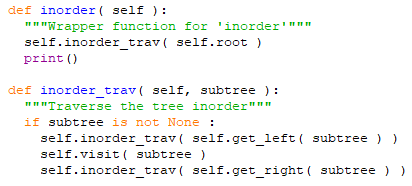 def inorder( self ):
  """Wrapper function for 'inorder'"""
  self.inorder_trav( self.root )
  print()

def inorder_trav( self, subtree ):
  """Traverse the tree inorder"""
  if subtree is not None :
    self.inorder_trav( self.get_left( subtree ) )
    self.visit( subtree )
    self.inorder_trav( self.get_right( subtree ) )